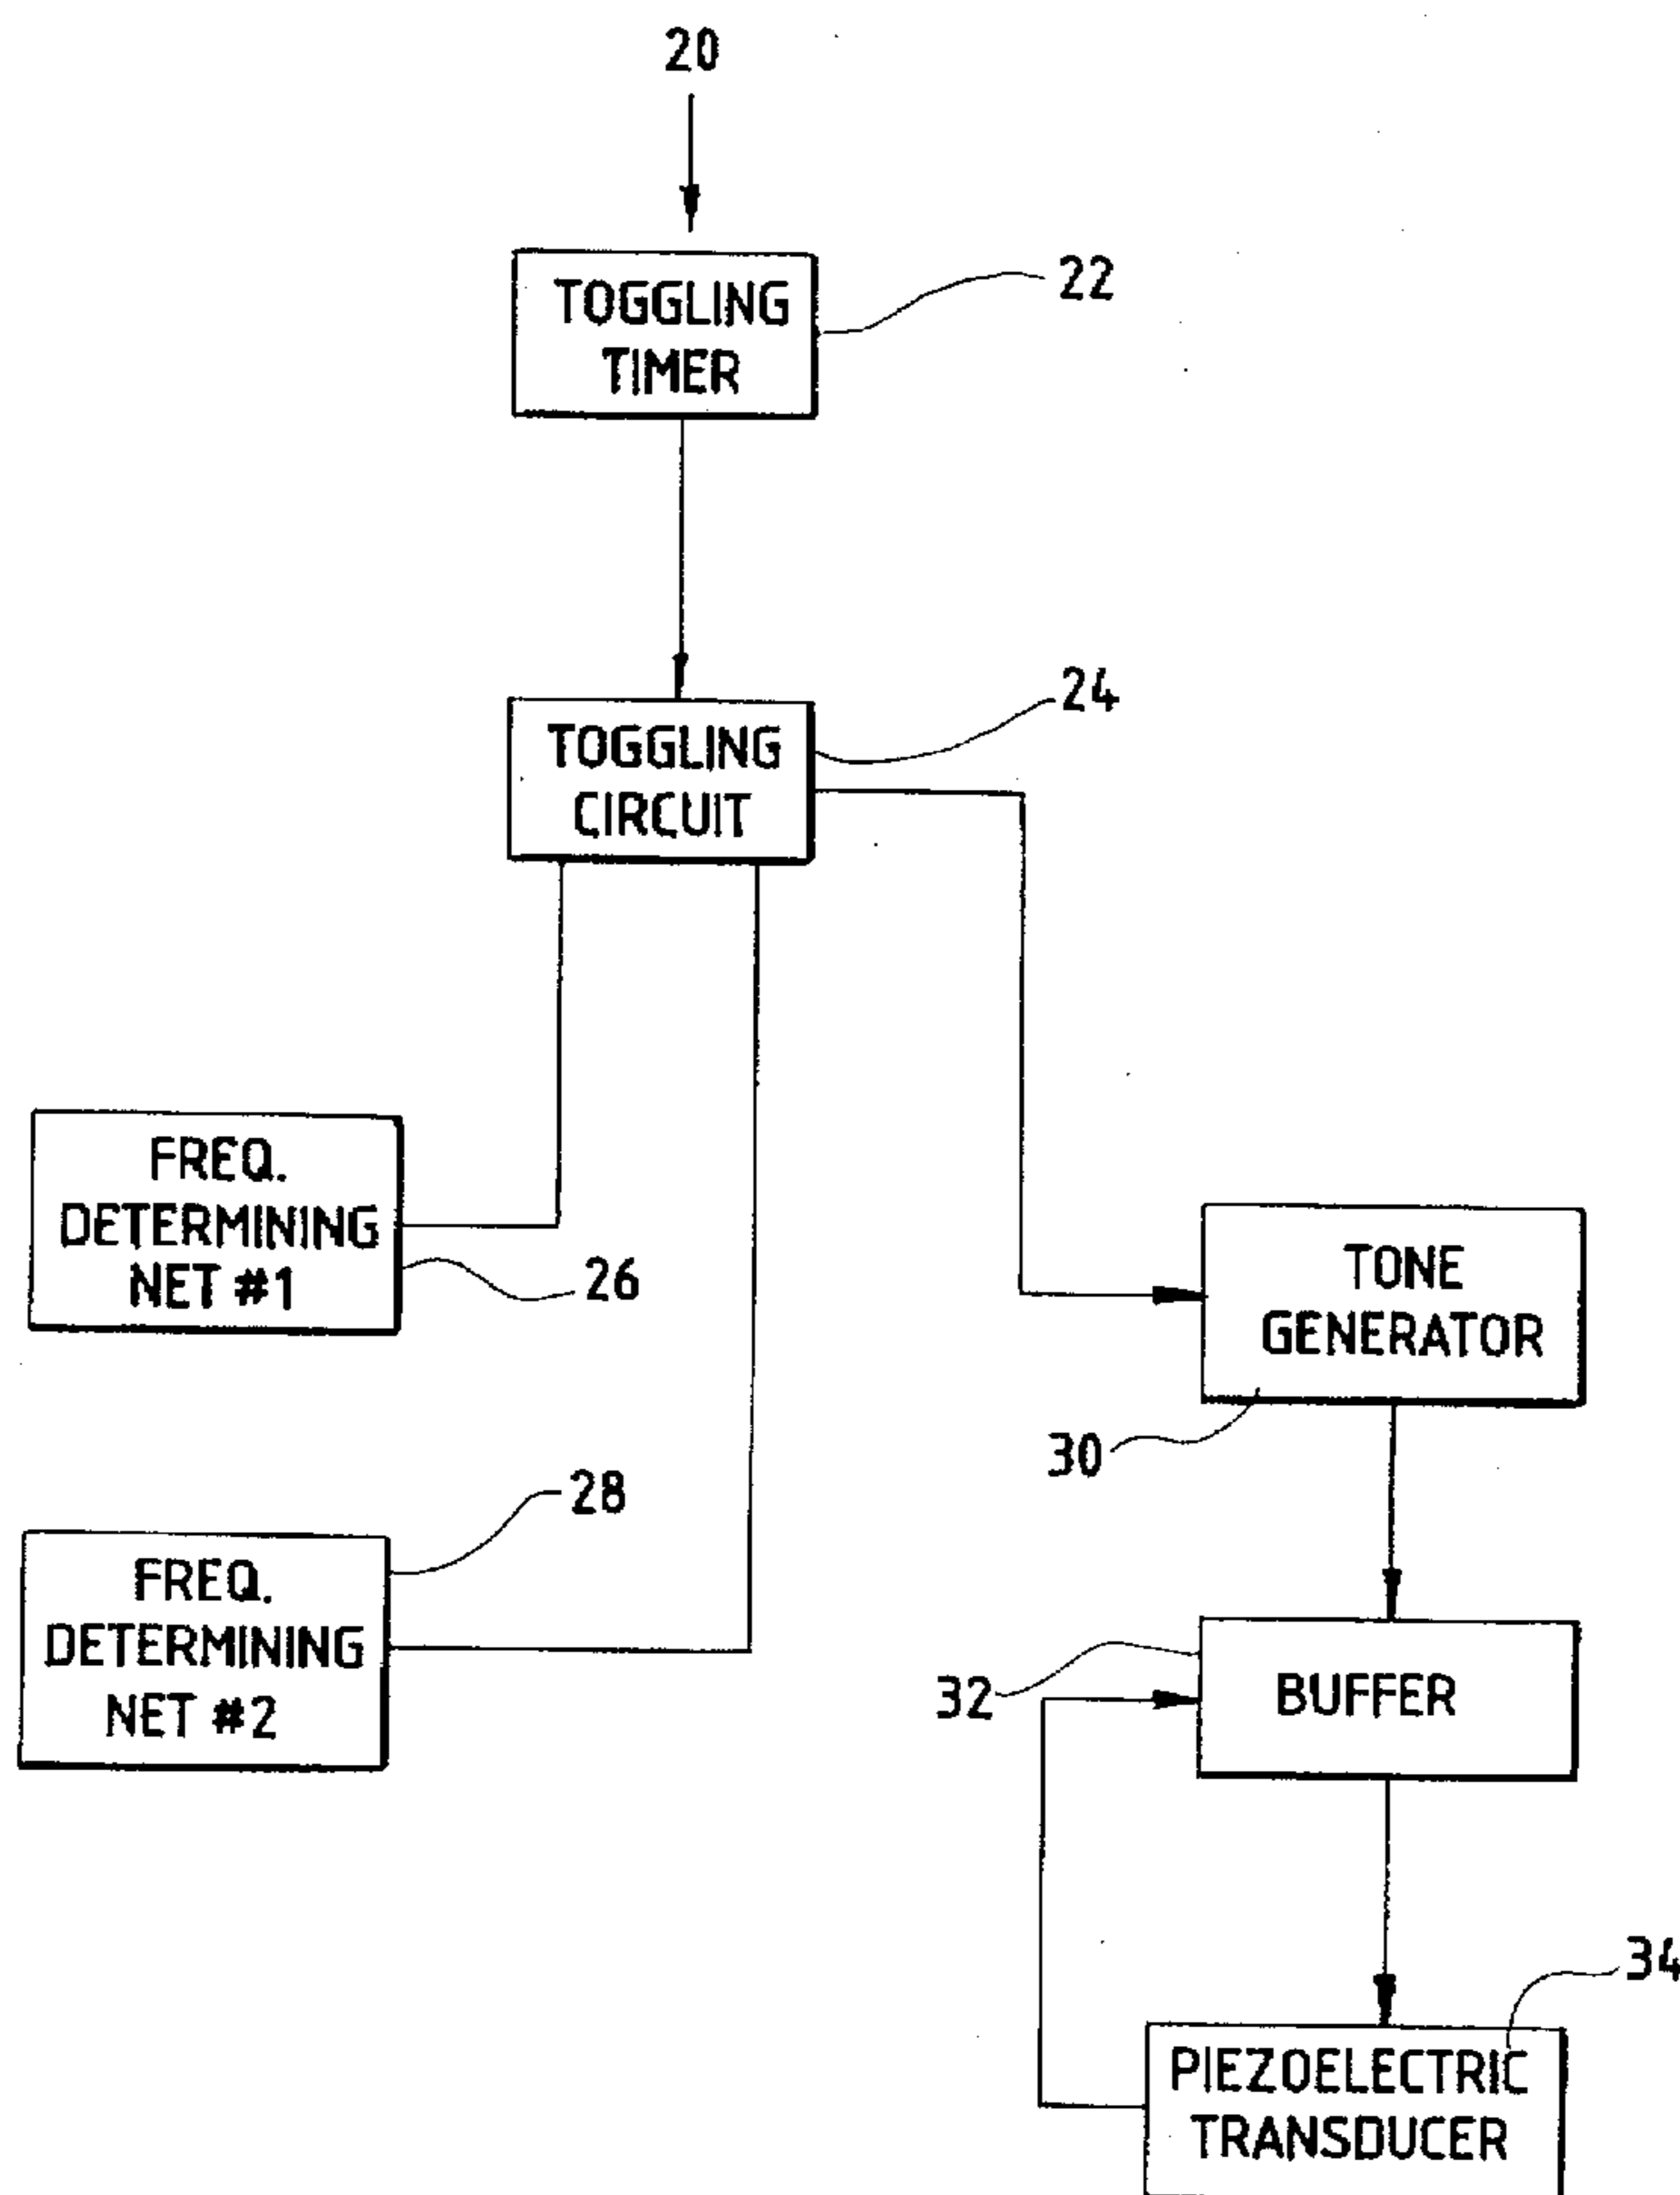 20
TOGGLING
TIMER
22
TOGGLING
CIRCUIT
24
FREQ.
DETERMINING
NET #1
26
TONE
GENERATOR
30
28
FREQ.
DETERMINING
NET #2
32
BUFFER
34
PIEZOELECTRIC
TRANSDUCER